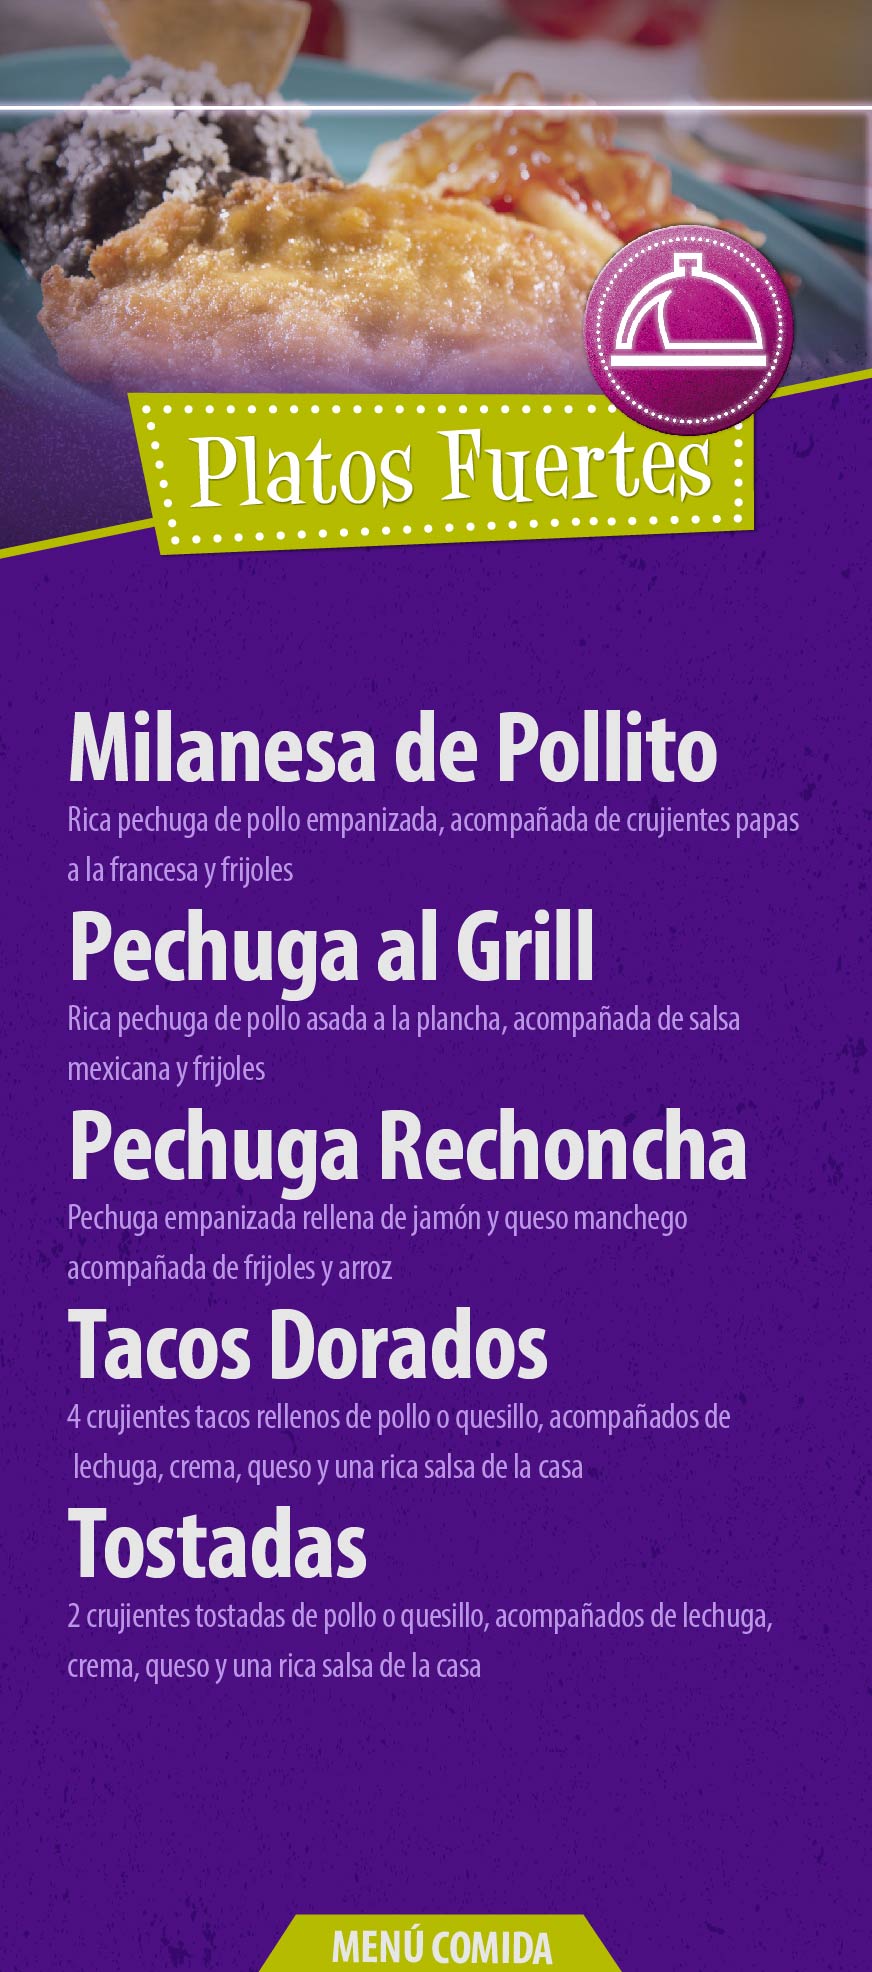 Platos Fuertes
Milanesa de Pollito
Rica pechuga de pollo empanizada, acompañada de crujientes papas
a la francesa y frijoles
Pechuga al Grill
Rica pechuga de pollo asada a la plancha, acompañada de salsa
mexicana y frijoles
Pechuga Rechoncha
Pechuga empanizada rellena de jamón y queso manchego
acompañada de frijoles y arroz
Tacos Dorados
4 crujientes tacos rellenos de pollo o quesillo, acompañados de
lechuga, crema, queso y una rica salsa de la casa
Tostadas
2 crujientes tostadas de pollo o quesillo, acompañados de lechuga,
crema, queso y una rica salsa de la casa
MENÚ COMIDA